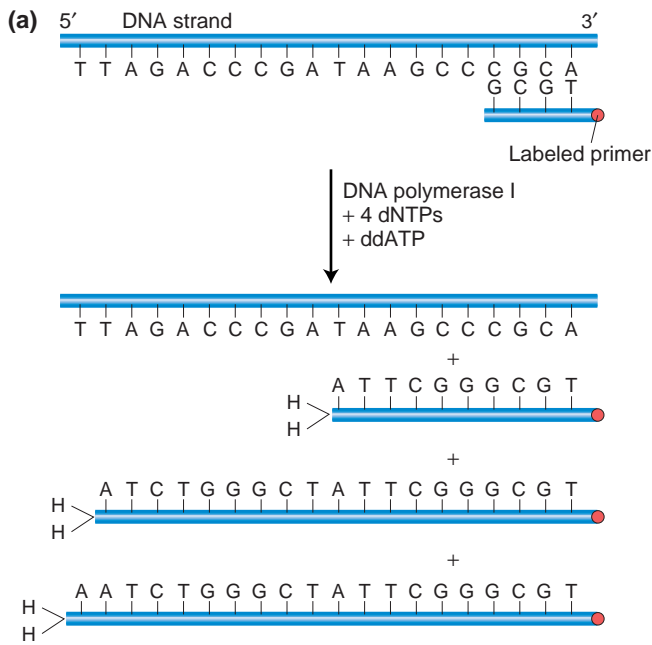 (a) 5′ DNA strand 3′
T T A G A C C C G A T A A G C C C G C A
G C G T
Labeled primer
DNA polymerase I
+ 4 dNTPs
+ ddATP
T T A G A C C C G A T A A G C C C G C A
+
A T T C G G G C G T
H
H
+
A T C T G G G C T A T T C G G G C G T
H
H
+
A A T C T G G G C T A T T C G G G C G T
H
H